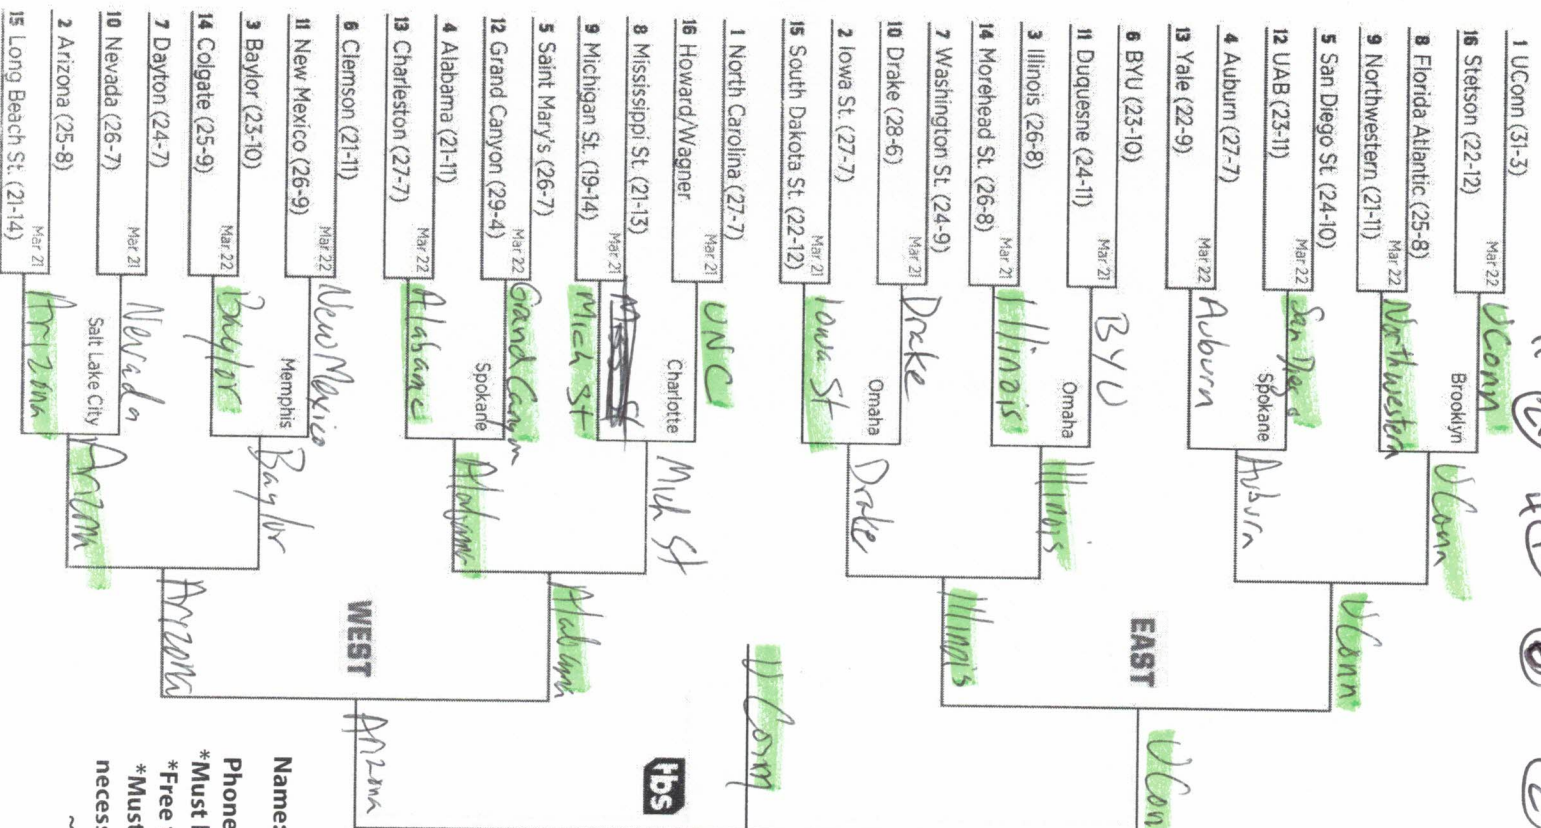 1 UConn (31-3)
16 Stetson (22-12)
Mar 22
UConn
Brooklyn
8 Florida Atlantic (25-8)
9 Northwestern (21-11)
Mar 22
Northwestern
UConn
5 San Diego St. (24-10)
12 UAB (23-11)
Mar 22
San Diego
Spokane
4 Auburn (27-7)
13 Yale (22-9)
Mar 22
Auburn
Auburn
UConn
6 BYU (23-10)
11 Duquesne (24-11)
Mar 22
BYU
Omaha
3 Illinois (26-8)
14 Morehead St. (26-8)
Mar 21
Illinois
Illinois
7 Washington St. (24-9)
10 Drake (28-6)
Mar 21
Drake
Omaha
2 Iowa St. (27-7)
15 South Dakota St. (22-12)
Mar 21
Iowa St
Drake
Illinois
EAST
UCon
UConn
1 North Carolina (27-7)
16 Howard/Wagner
Mar 21
UNC
Charlotte
8 Mississippi St. (21-13)
9 Michigan St. (19-14)
Mar 21
Mich St
Mich St
5 Saint Mary's (26-7)
12 Grand Canyon (29-4)
Mar 22
Grand Canyon
Spokane
4 Alabama (21-11)
13 Charleston (27-7)
Mar 22
Alabama
Alabama
Alabama
6 Clemson (21-11)
11 New Mexico (26-9)
Mar 22
New Mexico
Memphis
3 Baylor (23-10)
14 Colgate (25-9)
Mar 22
Baylor
Baylor
7 Dayton (24-7)
10 Nevada (26-7)
Mar 21
Nevada
Salt Lake City
2 Arizona (25-8)
15 Long Beach St. (21-14)
Mar 21
Arizona
Arizona
Arizona
WEST
Arizona
tbs
Name:
Phone
*Must
*Free
*Must
necess